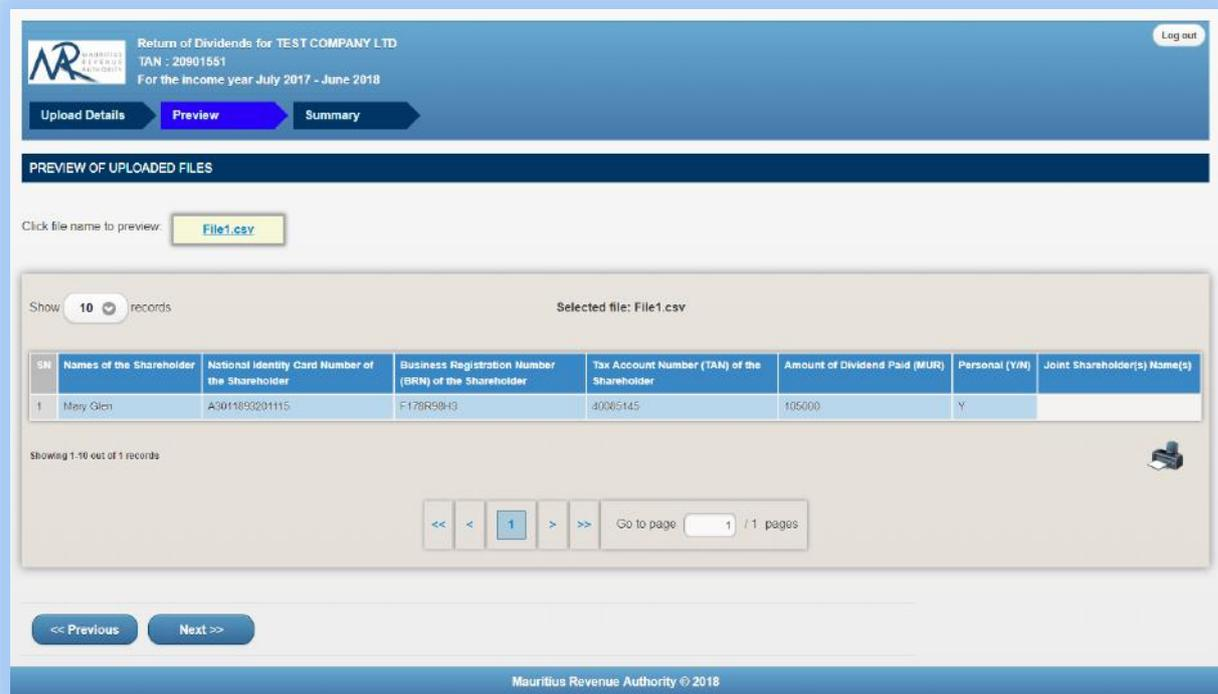 MAURITIUS
REVENUE
AUTHORITY
Return of Dividends for TEST COMPANY LTD
TAN : 20901551
For the income year July 2017 - June 2018
Log out
Upload Details
Preview
Summary
PREVIEW OF UPLOADED FILES
Click file name to preview:
File1.csv
Show 10 records
Selected file: File1.csv
SN Names of the Shareholder National Identity Card Number of Business Registration Number Tax Account Number (TAN) of the Amount of Dividend Paid (MUR) Personal (Y/N) Joint Shareholder(s) Name(s)
the Shareholder (BRN) of the Shareholder Shareholder
1 Mary Glen A3011893201115 F178R98H3 40085145 105000 Y
Showing 1-10 out of 1 records
<< < 1 > >> Go to page 1 / 1 pages
<< Previous Next >>
Mauritius Revenue Authority © 2018